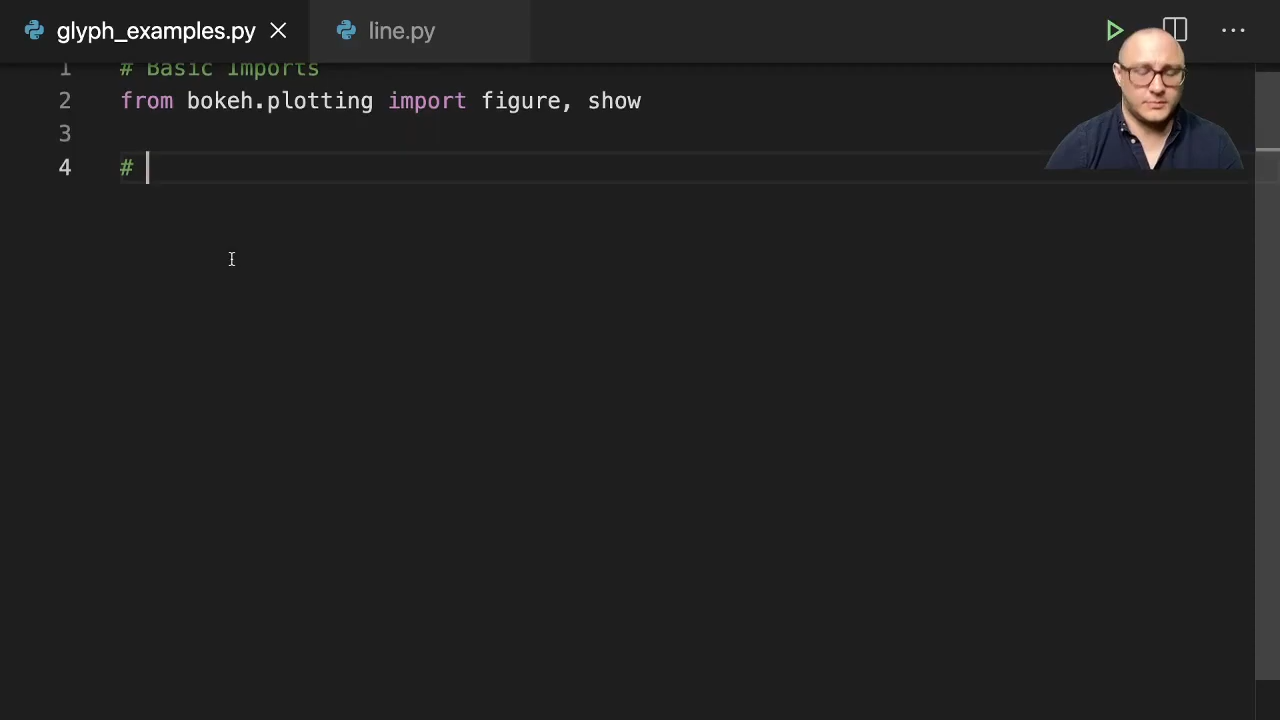 glyph_examples.py
line.py
1 # Basic Imports
2 from bokeh.plotting import figure, show
3
4 #